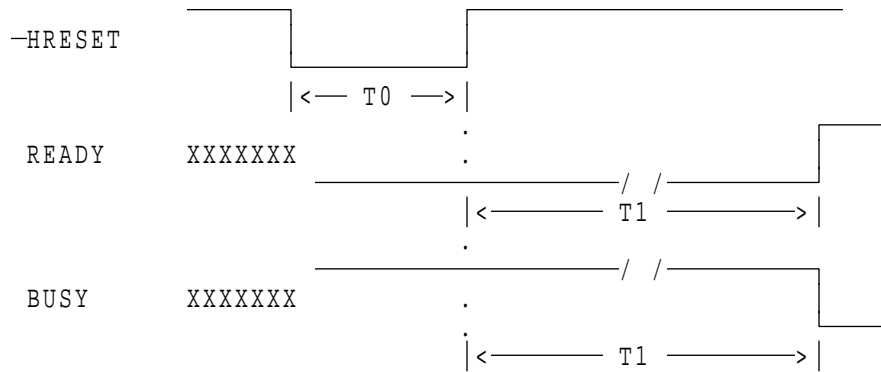 —HRESET
|<— T0 —>|
READY XXXXXXX
/ /
|<——— T1 ———>|
/ /
BUSY XXXXXXX
|<——— T1 ———>|